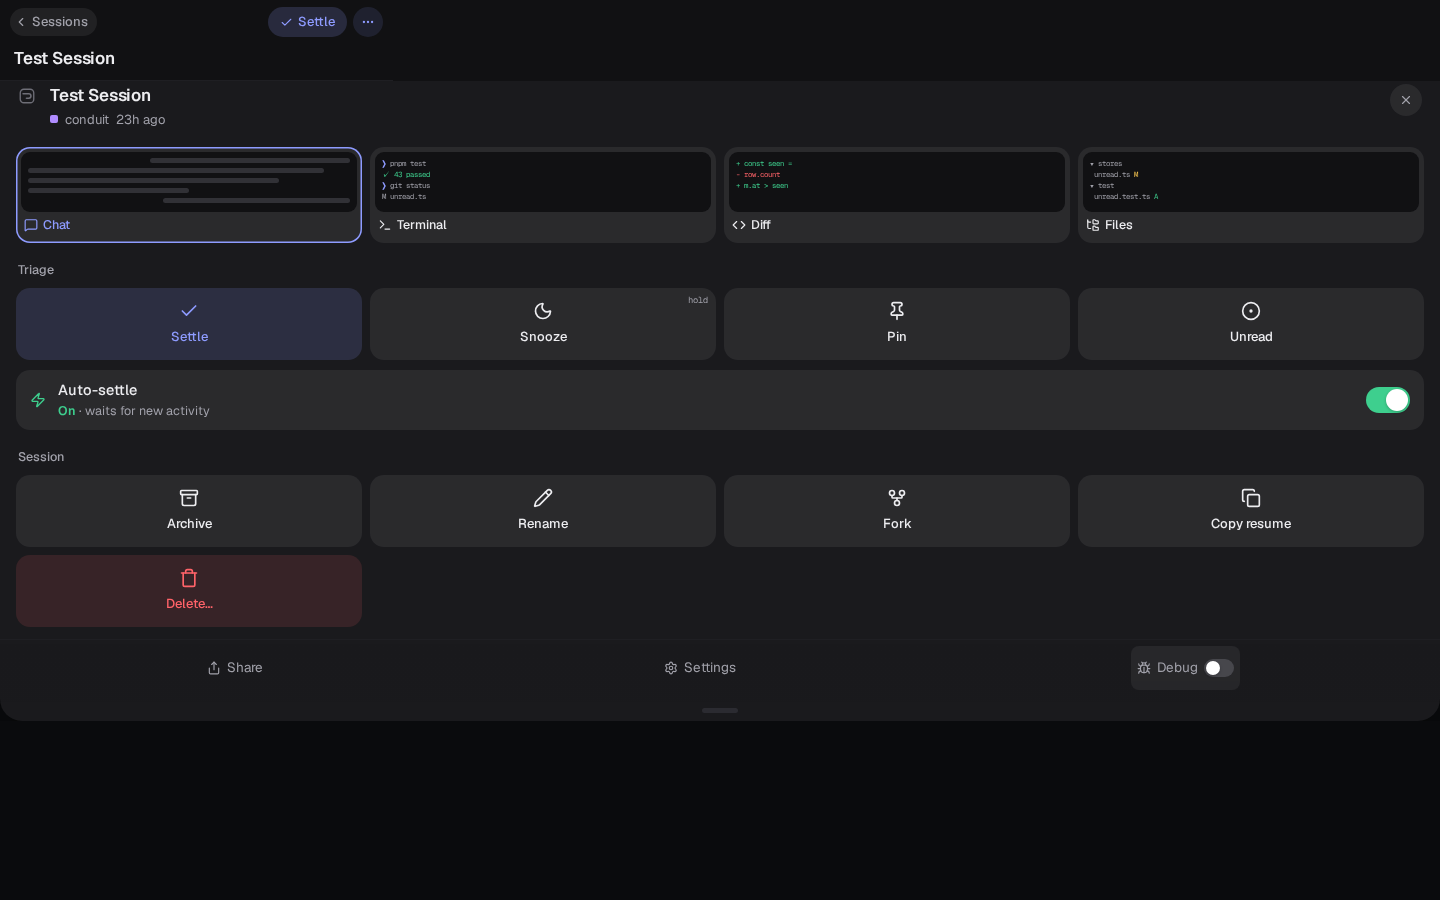 Sessions
Settle
Test Session
Test Session
conduit 23h ago
❯ pnpm test
✓ 43 passed
❯ git status
M unread.ts
+ const seen =
- row.count
+ m.at > seen
▾ stores
unread.ts M
▾ test
unread.test.ts A
Chat
Terminal
Diff
Files
Triage
Settle
hold
Snooze
Pin
Unread
Auto-settle
On · waits for new activity
Session
Archive
Rename
Fork
Copy resume
Delete…
Share
Settings
Debug